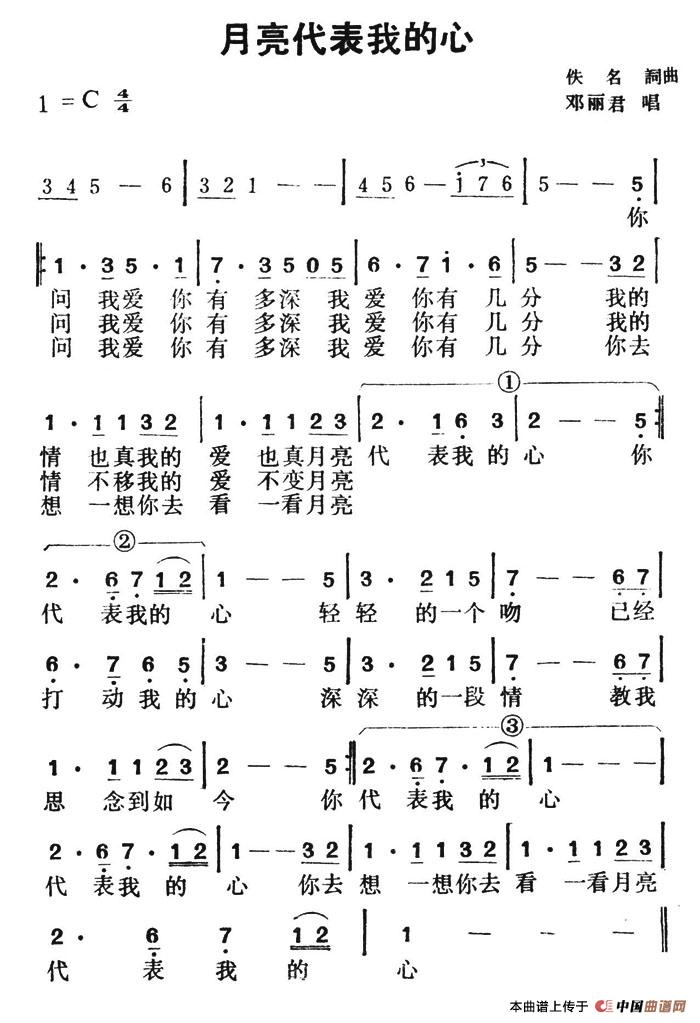 月亮代表我的心
佚名 詞曲
1 = C 4/4
邓丽君 唱
3 4 5 — 6 | 3 2 1 — — | 4 5 6 — i 7 6 | 5 — — 5 |
3
你
1 · 3 5 · 1 | 7 · 3 5 0 5 | 6 · 7 1 · 6 | 5 — — 3 2 |
问 我爱 你 有 多深 我 爱 你有 几 分 我的
问 我爱 你 有 多深 我 爱 你有 几 分 我的
问 我爱 你 有 多深 我 爱 你有 几 分 你去
①
1 · 1 1 3 2 | 1 · 1 1 2 3 | 2 · 1 6 3 | 2 — 5 :|
情 也真我的 爱 也真月亮 代 表我 的 心 你
情 不移我的 爱 不变月亮
想 一想你去 看 一看月亮
②
2 · 6 7 1 2 | 1 — — 5 | 3 · 2 1 5 | 7 · — — 6 7 |
代 表我的 心 轻 轻 的一个 吻 已经
6 · 7 6 5 | 3 — — 5 | 3 · 2 1 5 | 7 · — — 6 7 |
打 动 我 的 心 深 深 的一段 情 教我
③
1 · 1 1 2 3 | 2 — — 5 :| 2 · 6 7 · 1 2 | 1 — — —
思 念到如 今 你 代 表我 的 心
2 · 6 7 · 1 2 | 1 — — 3 2 | 1 · 1 1 3 2 | 1 · 1 1 2 3 |
代 表我 的 心 你去 想 一想你去 看 一看月亮
2 · 6 7 1 2 | 1 — — ‖
代 表 我 的 心
本曲谱上传于 中国曲谱网